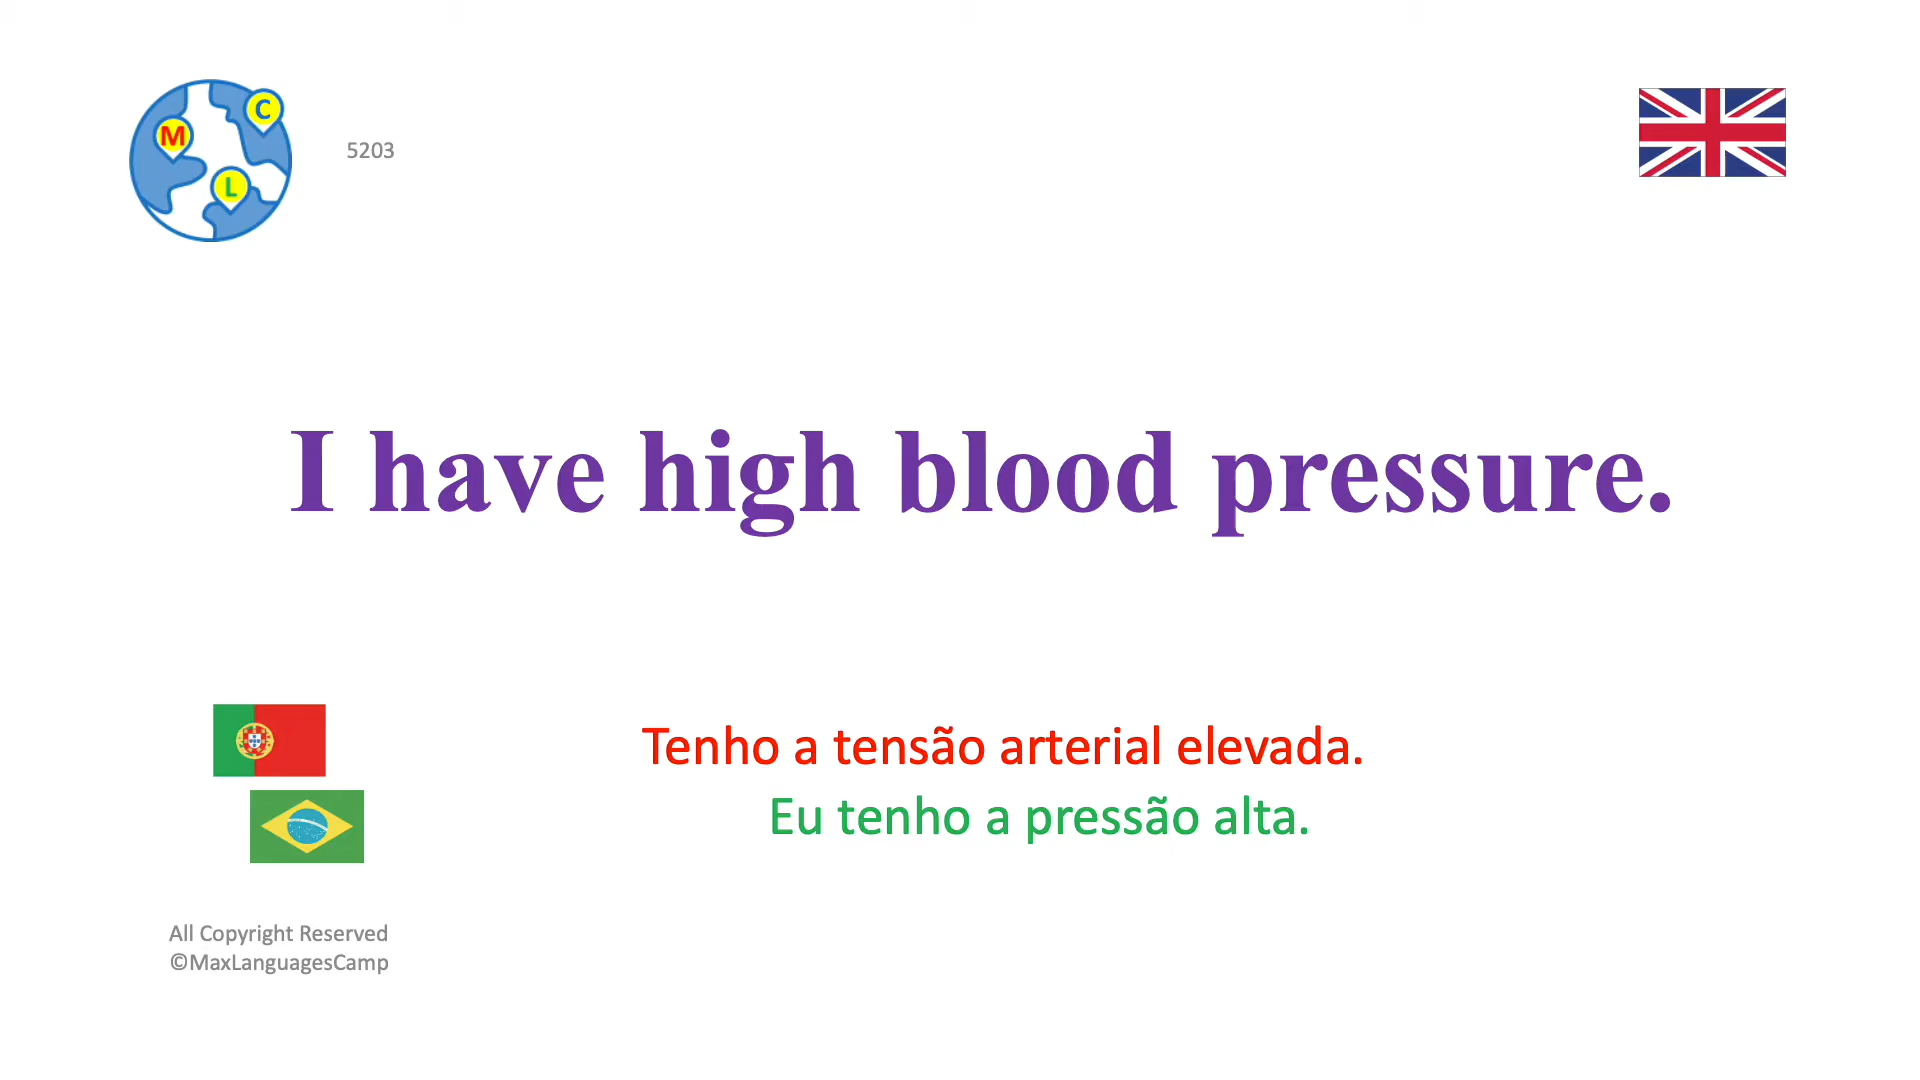 M
C
L
5203
I have high blood pressure.
Tenho a tensão arterial elevada.
Eu tenho a pressão alta.
All Copyright Reserved
©MaxLanguagesCamp